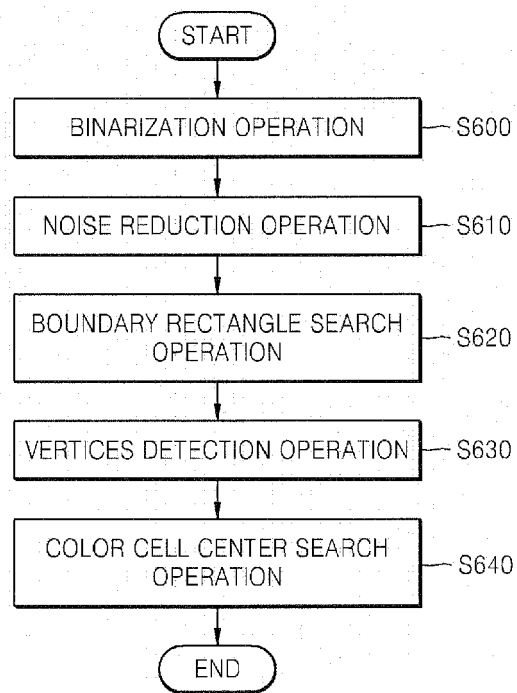 START
BINARIZATION OPERATION
S600
NOISE REDUCTION OPERATION
S610
BOUNDARY RECTANGLE SEARCH
OPERATION
S620
VERTICES DETECTION OPERATION
S630
COLOR CELL CENTER SEARCH
OPERATION
S640
END